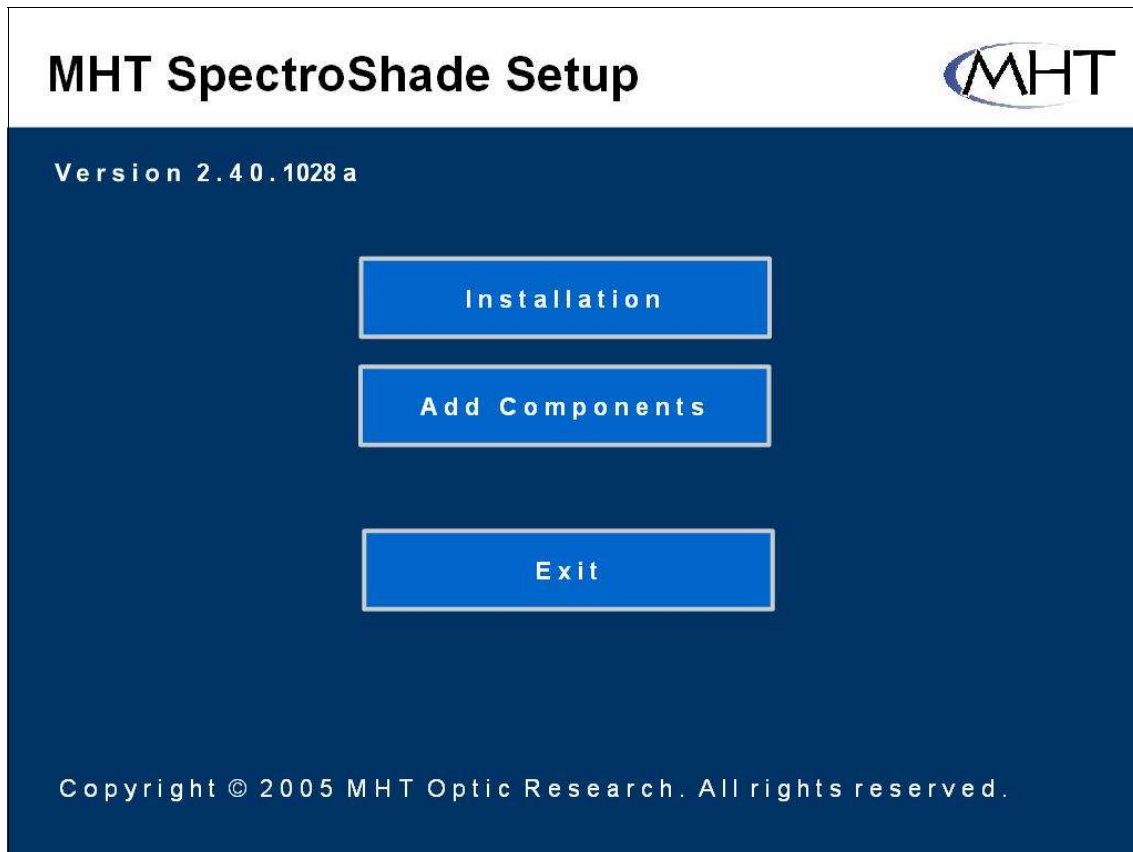 MHT SpectroShade Setup
MHT
Version 2.40.1028a
Installation
Add Components
Exit
Copyright © 2005 MHT Optic Research. All rights reserved.